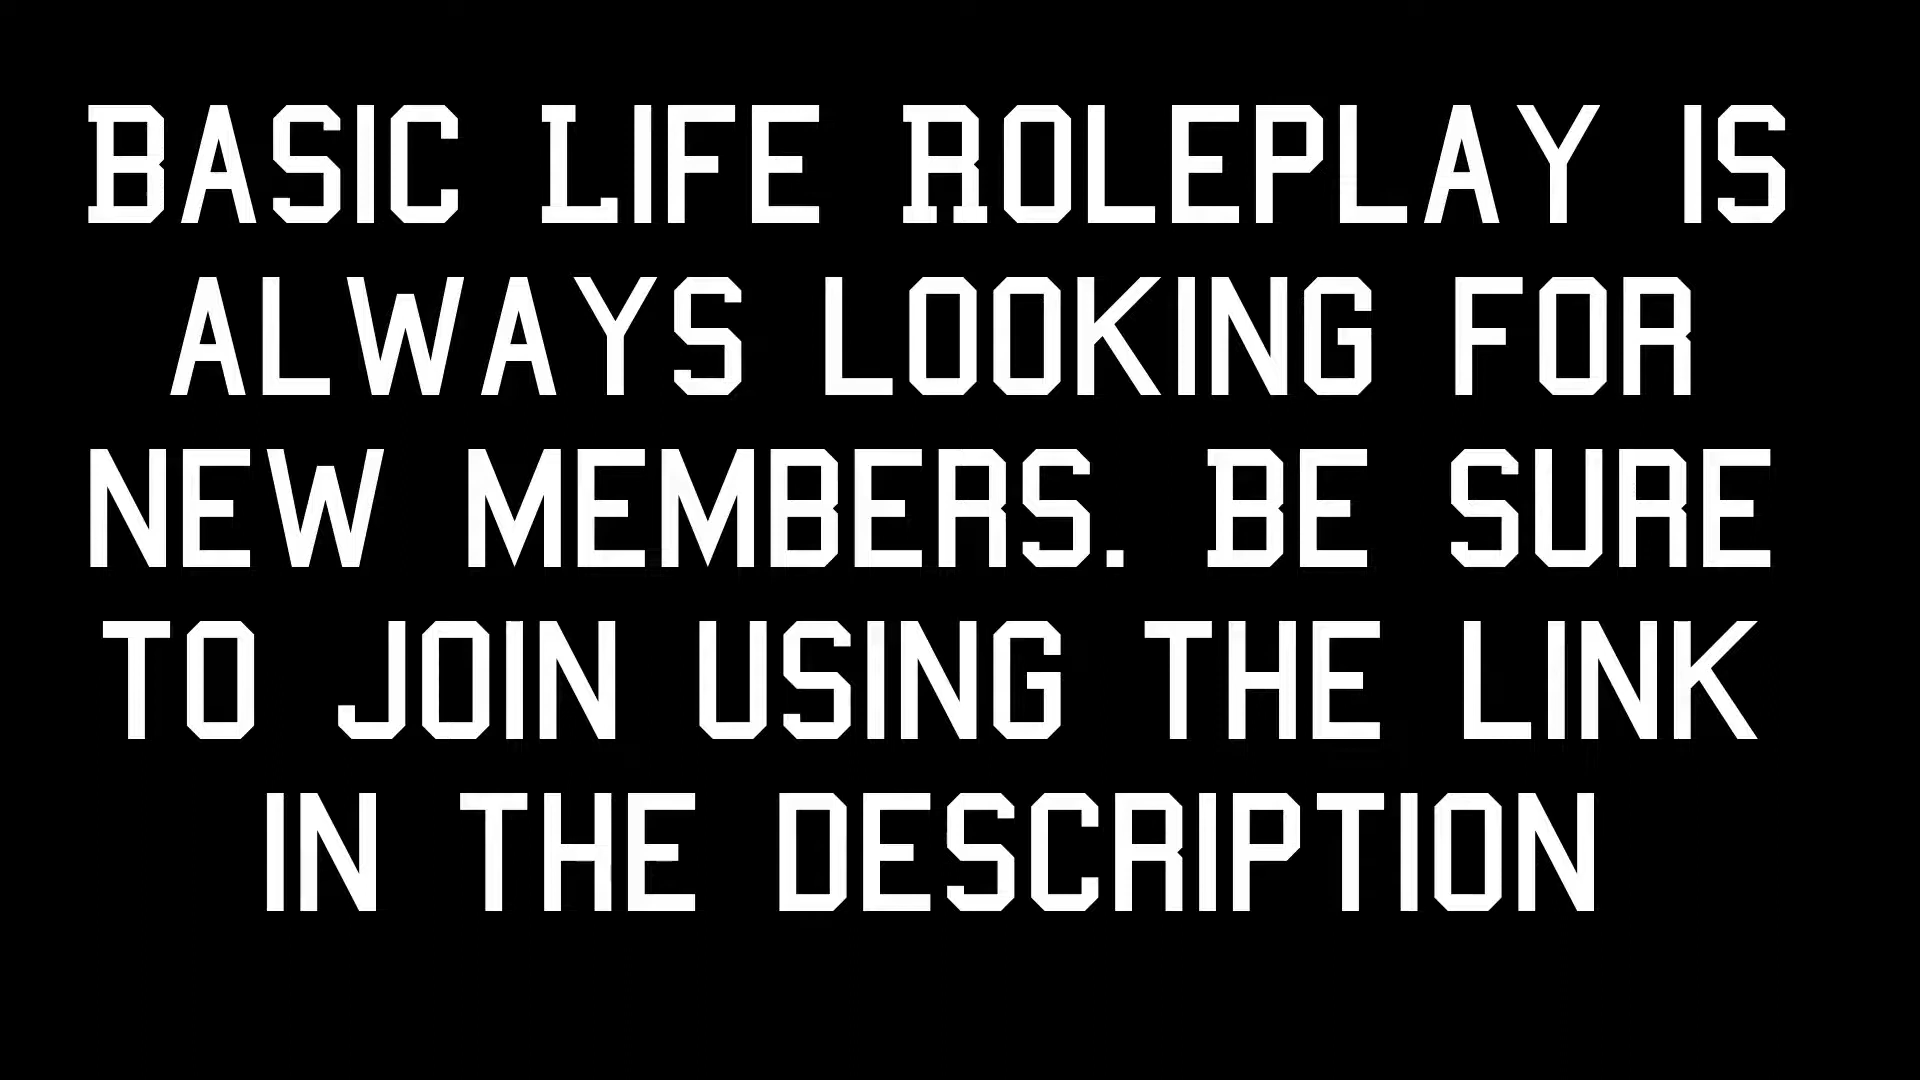 BASIC LIFE ROLEPLAY IS
ALWAYS LOOKING FOR
NEW MEMBERS. BE SURE
TO JOIN USING THE LINK
IN THE DESCRIPTION